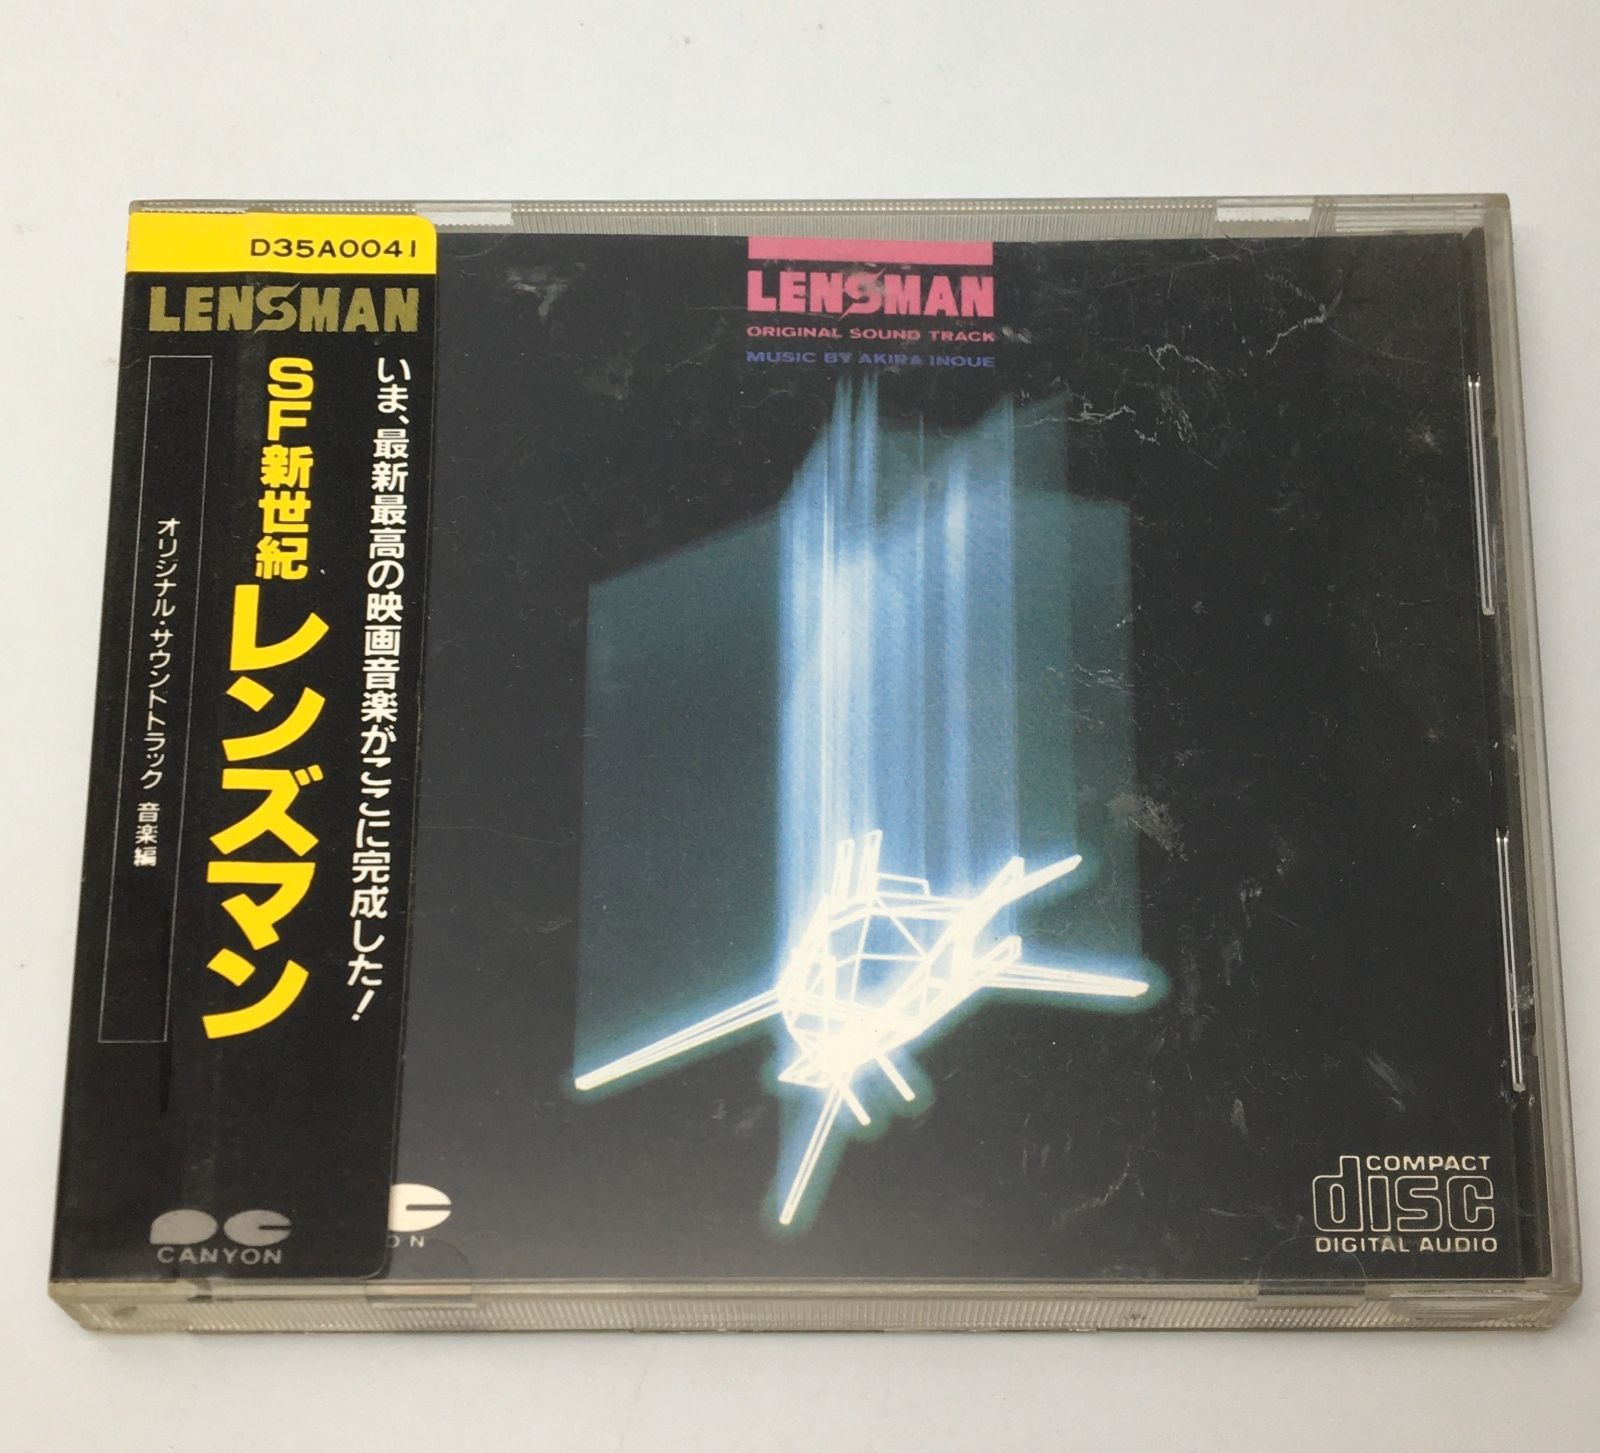 D35A0041
LENSMAN
いま、最新最高の映画音楽がここに完成した!
SF新世紀
レンズマン
オリジナル・サウンドトラック 音楽編
CANYON
LENSMAN
ORIGINAL SOUND TRACK
MUSIC BY AKIRA INOUE
ON
COMPACT
disc
DIGITAL AUDIO